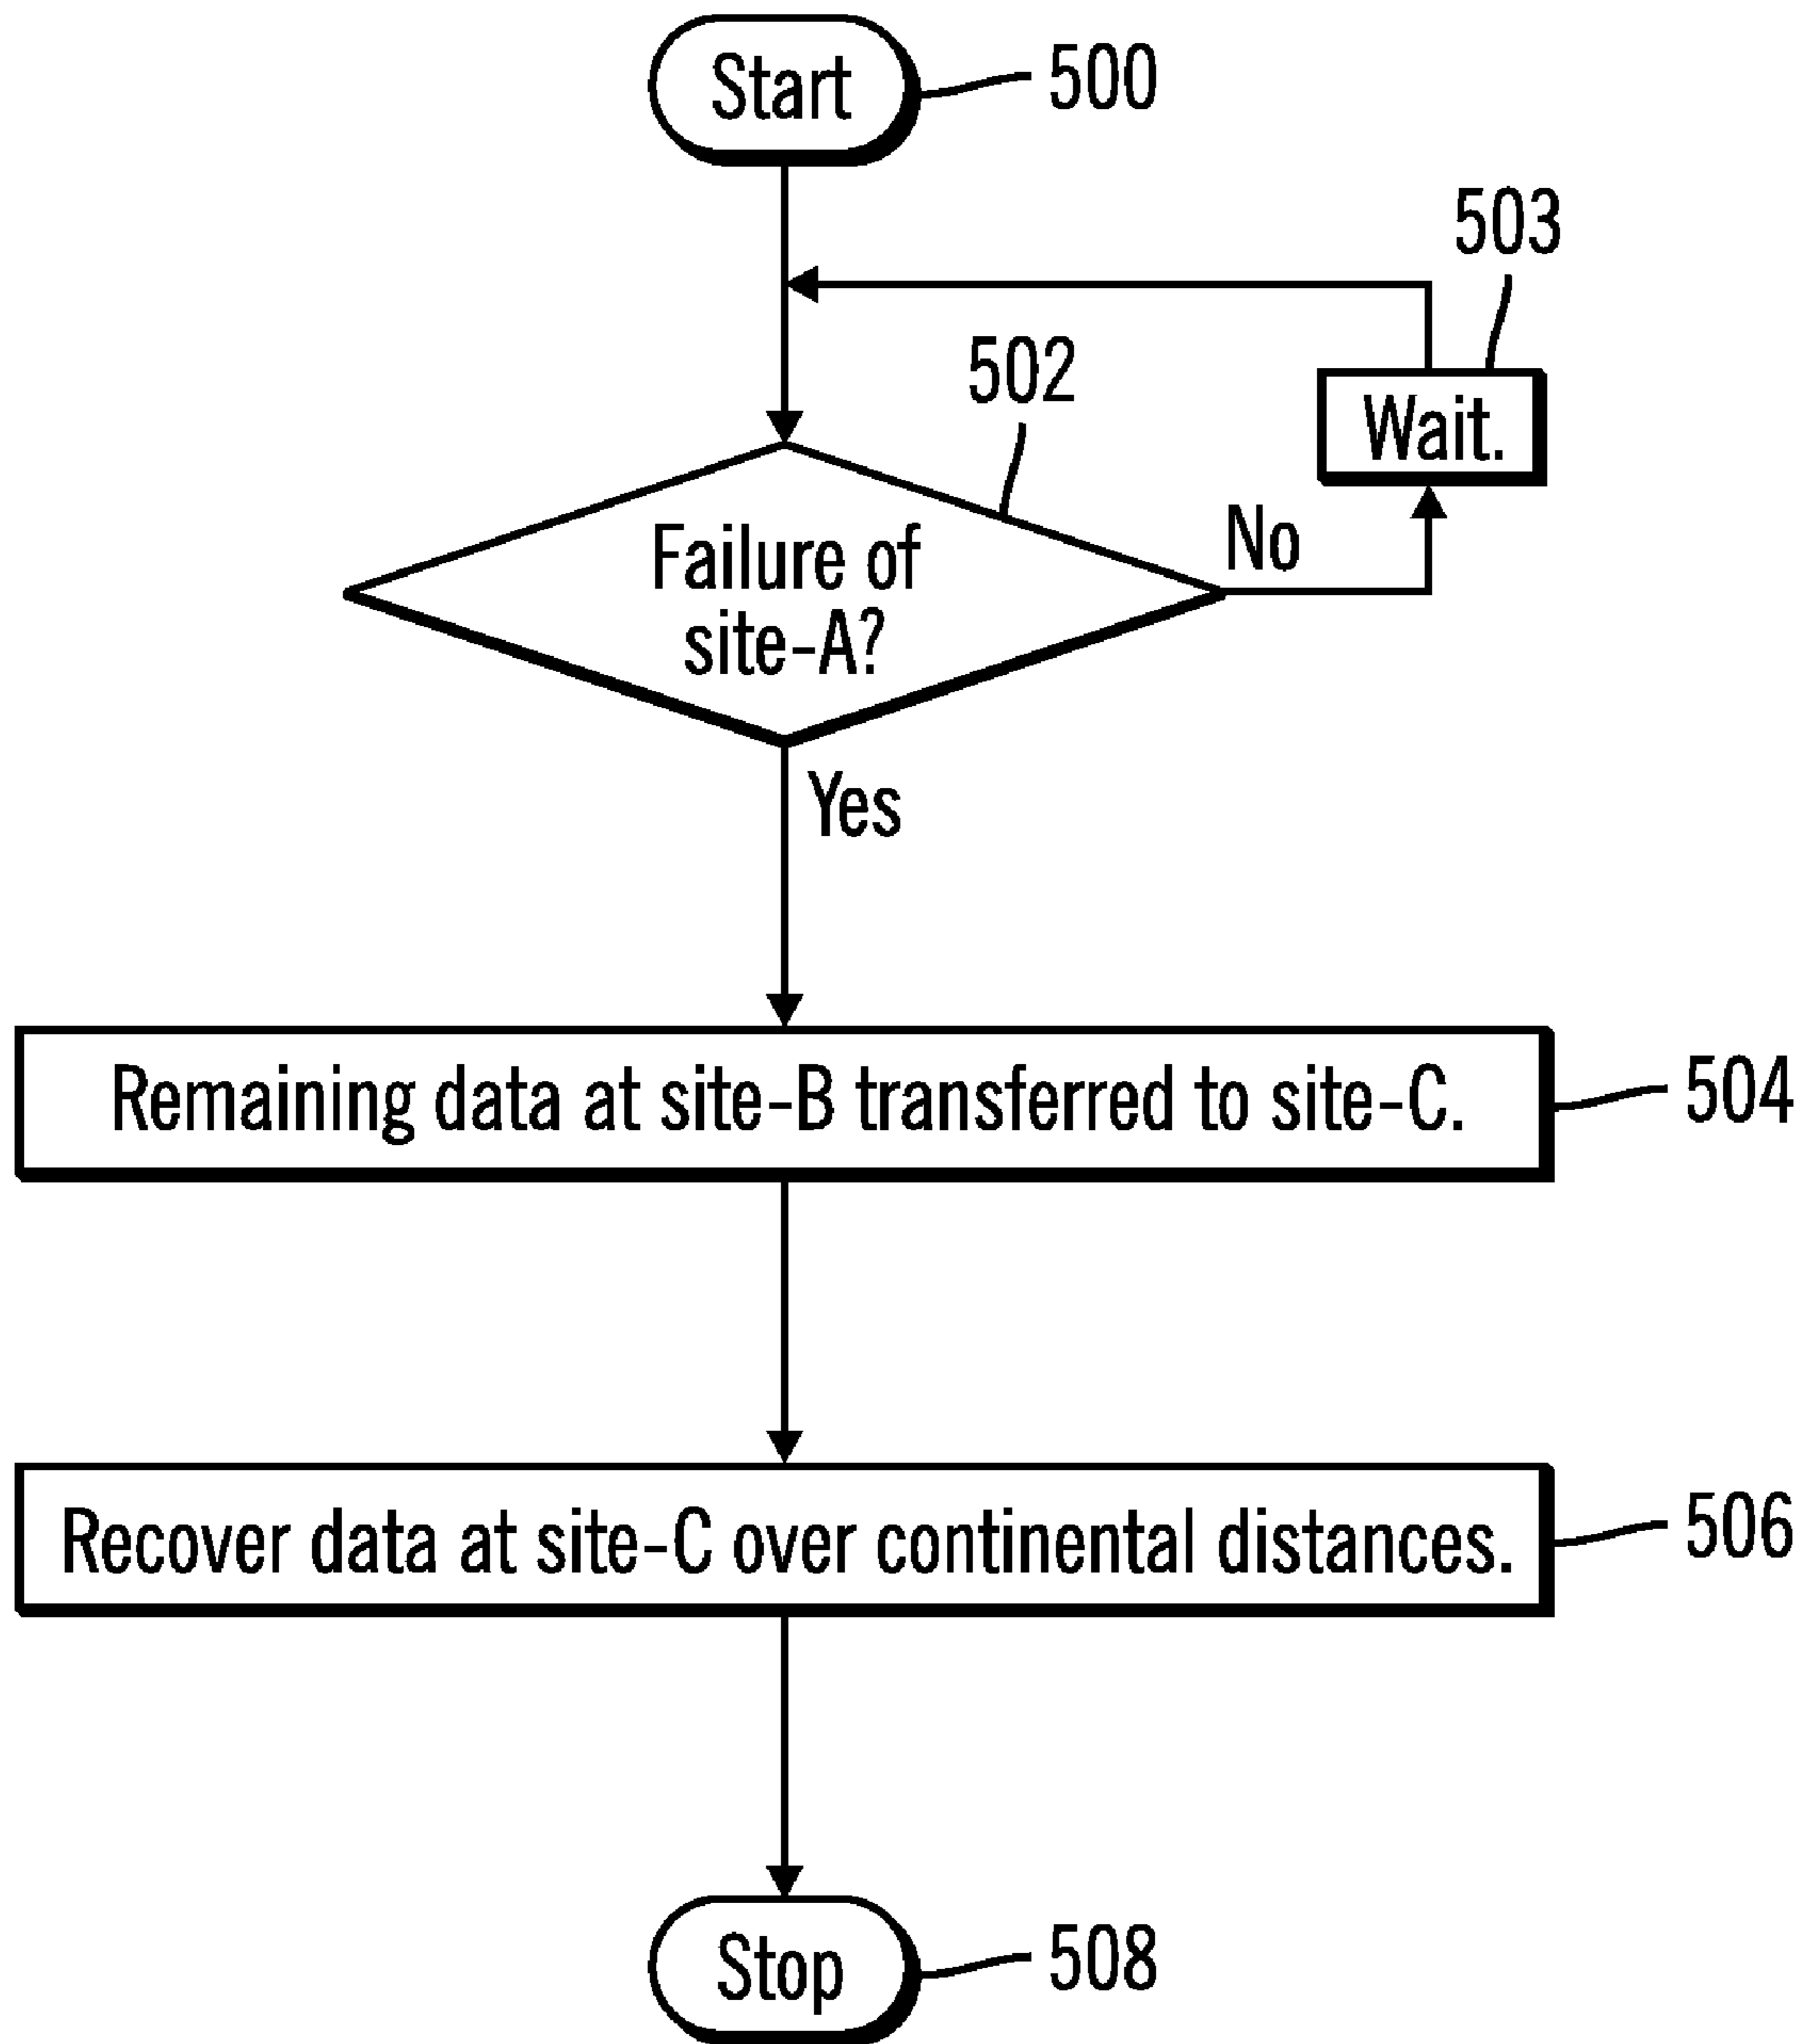 Start
500
503
502
Wait.
No
Failure of
site-A?
Yes
Remaining data at site-B transferred to site-C.
504
Recover data at site-C over continental distances.
506
Stop
508